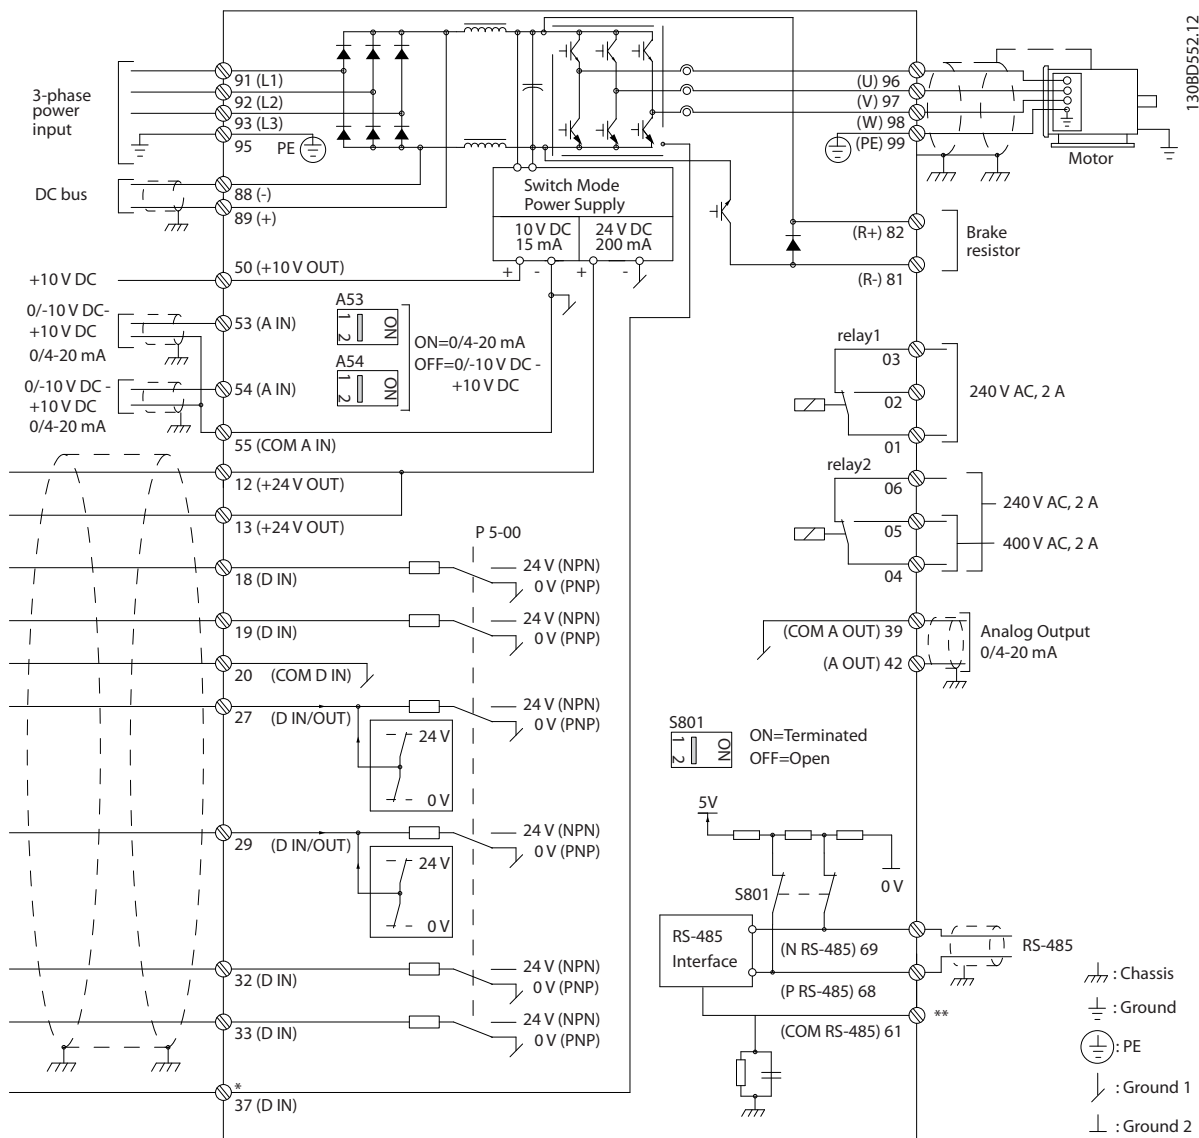 130BD552.12
3-phase
power
input
91 (L1)
92 (L2)
93 (L3)
95
PE
DC bus
88 (-)
89 (+)
+10 V DC
50 (+10 V OUT)
0/-10 V DC-
+10 V DC
0/4-20 mA
53 (A IN)
0/-10 V DC -
+10 V DC
0/4-20 mA
54 (A IN)
55 (COM A IN)
12 (+24 V OUT)
13 (+24 V OUT)
18 (D IN)
19 (D IN)
20 (COM D IN)
27 (D IN/OUT)
29 (D IN/OUT)
32 (D IN)
33 (D IN)
*
37 (D IN)
Switch Mode
Power Supply
10 V DC
15 mA
24 V DC
200 mA
+ - + -
A53
1 2 ON
A54
1 2 ON
ON=0/4-20 mA
OFF=0/-10 V DC -
+10 V DC
P 5-00
24 V (NPN)
0 V (PNP)
24 V (NPN)
0 V (PNP)
24 V (NPN)
0 V (PNP)
24 V
0 V
24 V (NPN)
0 V (PNP)
24 V
0 V
24 V (NPN)
0 V (PNP)
24 V (NPN)
0 V (PNP)
(U) 96
(V) 97
(W) 98
(PE) 99
Motor
(R+) 82
(R-) 81
Brake
resistor
relay1
03
02
01
240 V AC, 2 A
relay2
06
05
04
240 V AC, 2 A
400 V AC, 2 A
(COM A OUT) 39
(A OUT) 42
Analog Output
0/4-20 mA
S801
1 2 ON
ON=Terminated
OFF=Open
5V
0 V
S801
RS-485
Interface
(N RS-485) 69
(P RS-485) 68
(COM RS-485) 61
RS-485
**
: Chassis
: Ground
: PE
: Ground 1
: Ground 2